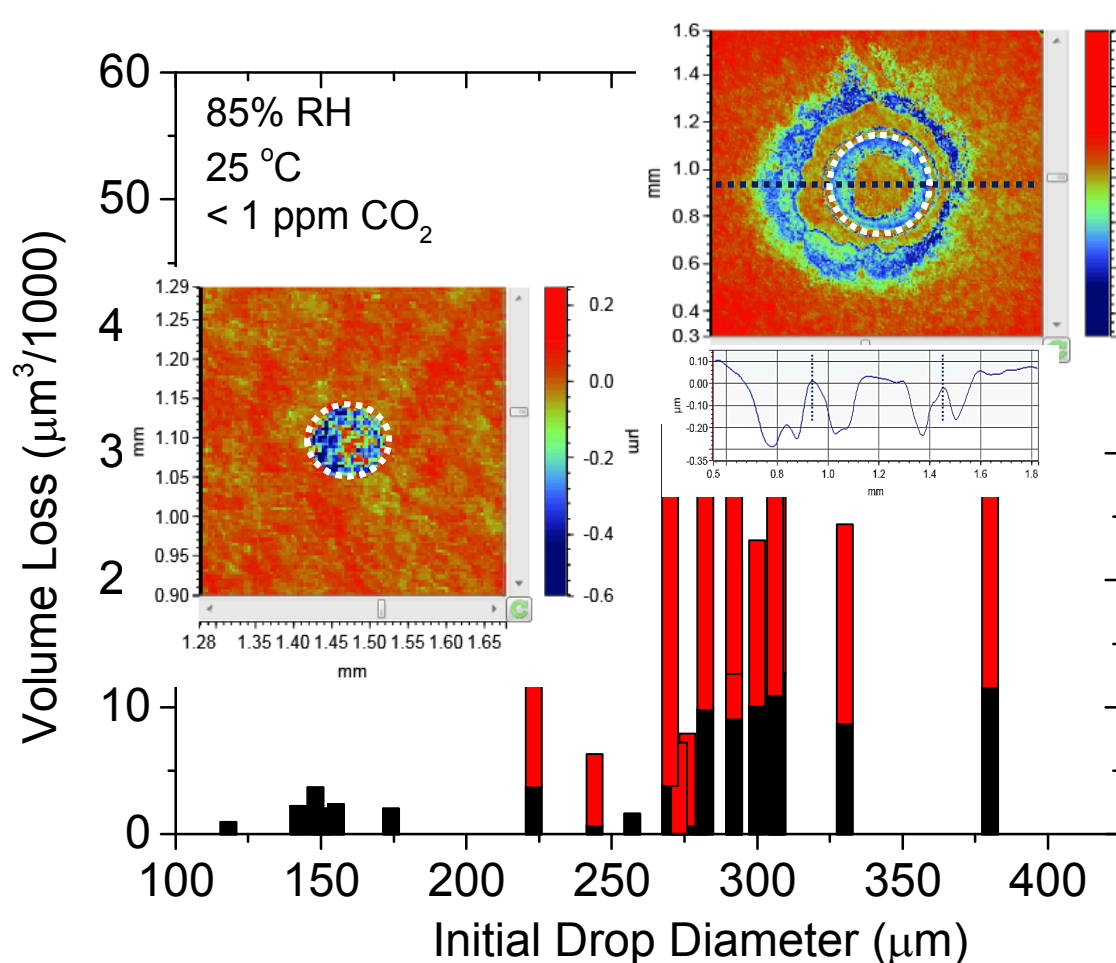 60
50
4
3
2
10
0
Volume Loss (μm³/1000)
85% RH
25 °C
< 1 ppm CO₂
1.6
1.4
1.2
1.0
0.8
0.6
0.4
0.3
mm
1.29
1.25
1.20
1.15
1.10
1.05
1.00
0.95
0.90
mm
1.28 1.35 1.40 1.45 1.50 1.55 1.60 1.65
mm
0.2
0.0
-0.2
-0.4
-0.6
μm
0.10
0.00
-0.10
-0.20
-0.35
μm
0.5 0.8 1.0 1.2 1.4 1.6 1.8
mm
100 150 200 250 300 350 400
Initial Drop Diameter (μm)